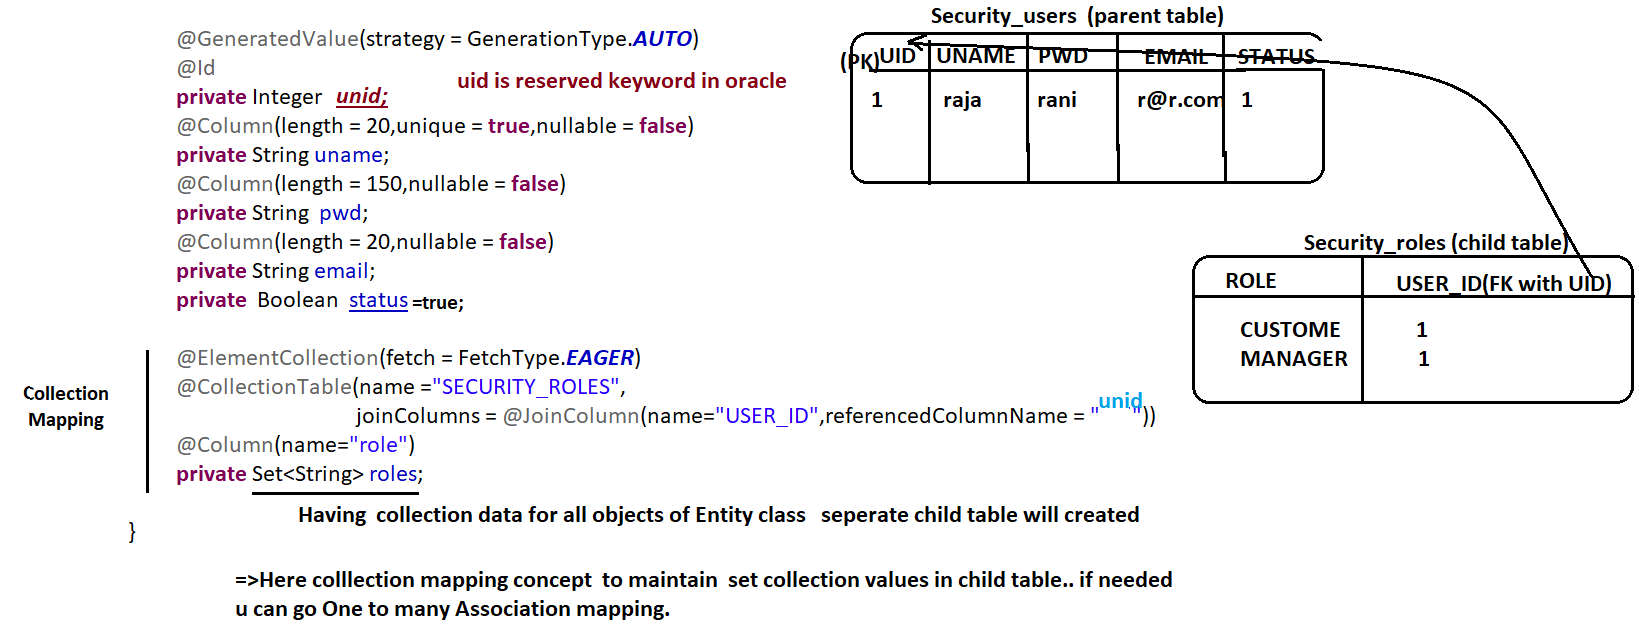 @GeneratedValue(strategy = GenerationType.AUTO)
@Id
uid is reserved keyword in oracle
private Integer unid;
@Column(length = 20,unique = true,nullable = false)
private String uname;
@Column(length = 150,nullable = false)
private String pwd;
@Column(length = 20,nullable = false)
private String email;
private Boolean status =true;
Collection
Mapping
@ElementCollection(fetch = FetchType.EAGER)
@CollectionTable(name ="SECURITY_ROLES",
joinColumns = @JoinColumn(name="USER_ID",referencedColumnName = "unid"))
@Column(name="role")
private Set<String> roles;
Having collection data for all objects of Entity class seperate child table will created
}
=>Here colllection mapping concept to maintain set collection values in child table.. if needed
u can go One to many Association mapping.
Security_users (parent table)
(PK) UID UNAME PWD EMAIL STATUS
1 raja rani r@r.com 1
Security_roles (child table)
ROLE USER_ID(FK with UID)
CUSTOME 1
MANAGER 1